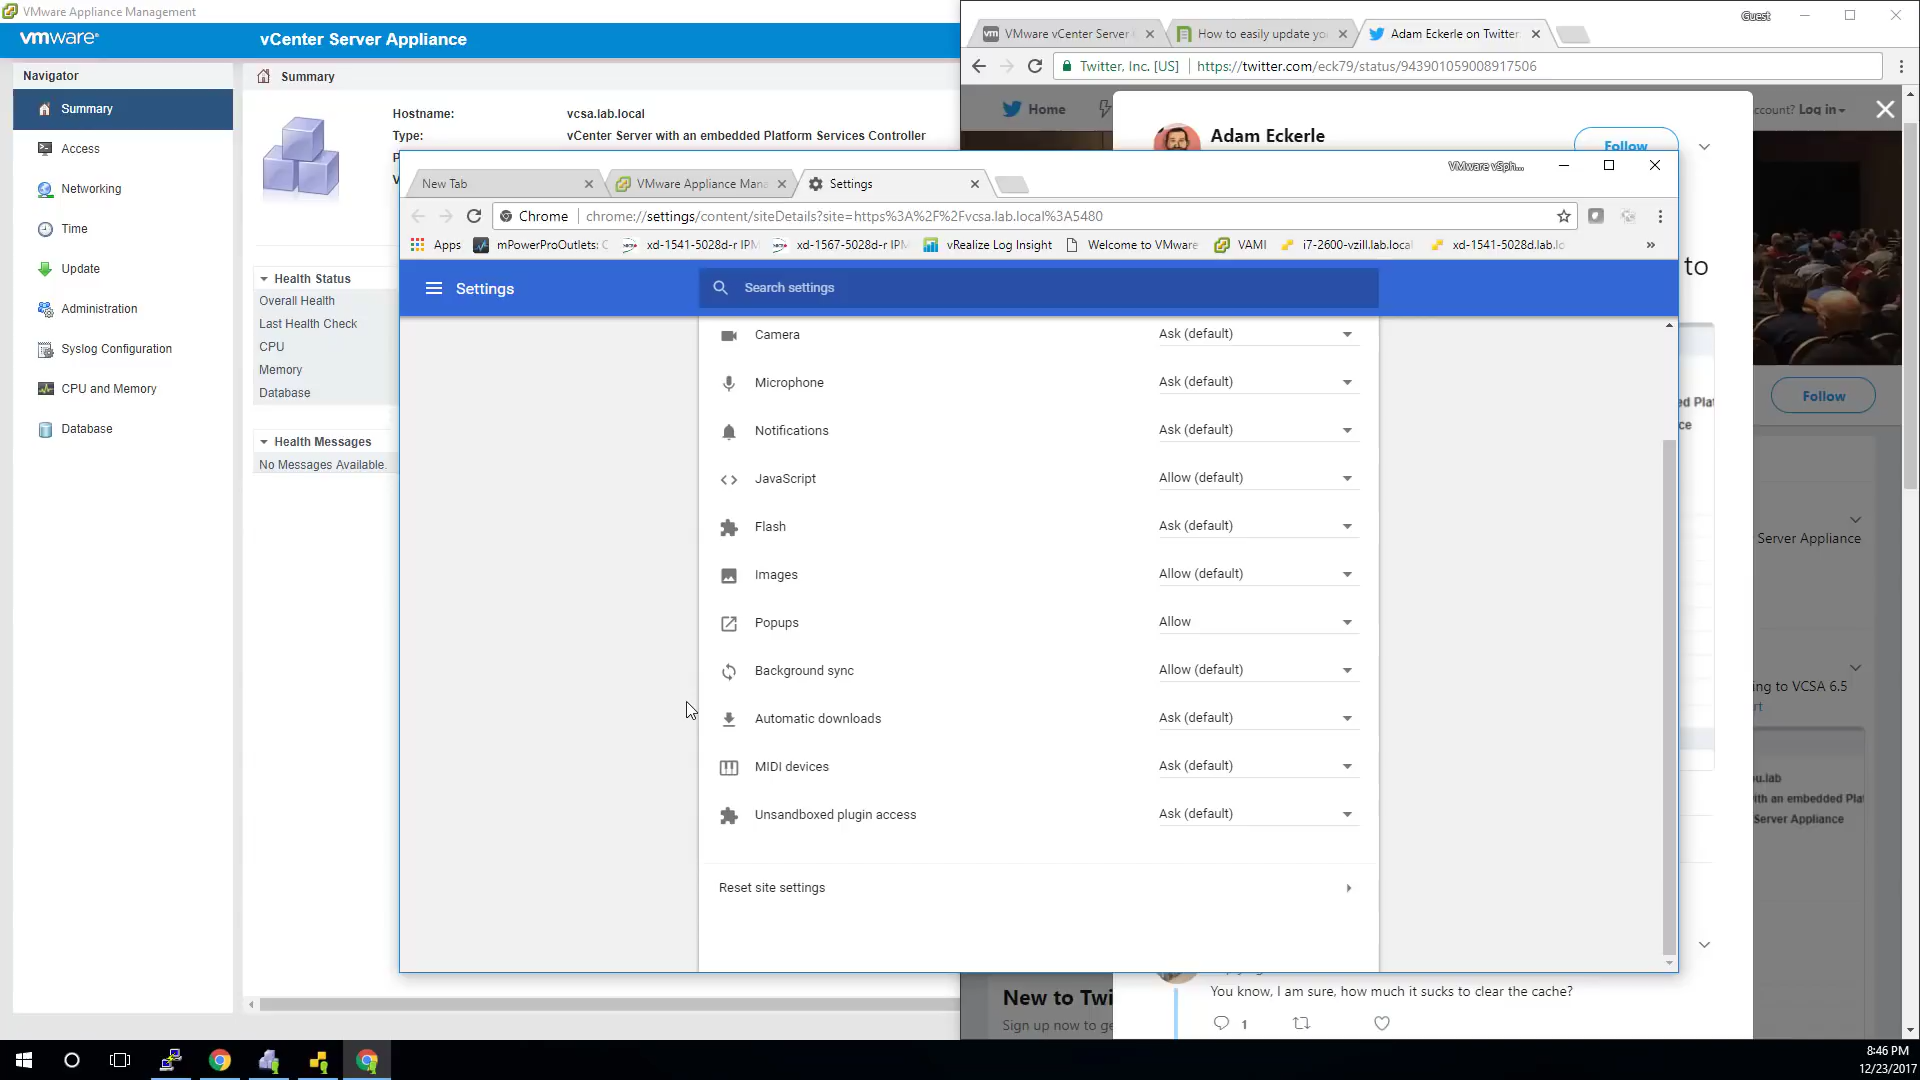 VMware Appliance Management
vmware
vCenter Server Appliance
Navigator
Summary
Access
Networking
Time
Update
Administration
Syslog Configuration
CPU and Memory
Database
Summary
Hostname:
vcsa.lab.local
Type:
vCenter Server with an embedded Platform Services Controller
Health Status
Overall Health
Last Health Check
CPU
Memory
Database
Health Messages
No Messages Available.
Guest
VMware vCenter Server
How to easily update yo
Adam Eckerle on Twitter
Twitter, Inc. [US]
https://twitter.com/eck79/status/943901059008917506
Home
account? Log in
Adam Eckerle
Follow
to
Follow
VMware vSph...
New Tab
VMware Appliance Mana
Settings
Chrome
chrome://settings/content/siteDetails?site=https%3A%2F%2Fvcsa.lab.local%3A5480
Apps
mPowerProOutlets: C
xd-1541-5028d-r IPM
xd-1567-5028d-r IPM
vRealize Log Insight
Welcome to VMware
VAMI
i7-2600-vzill.lab.local
xd-1541-5028d.lab.lo
»
Settings
Search settings
Camera
Ask (default)
Microphone
Ask (default)
Notifications
Ask (default)
JavaScript
Allow (default)
Flash
Ask (default)
Images
Allow (default)
Popups
Allow
Background sync
Allow (default)
Automatic downloads
Ask (default)
MIDI devices
Ask (default)
Unsandboxed plugin access
Ask (default)
Reset site settings
ed Plat
ce
Server Appliance
ing to VCSA 6.5
rt
u.lab
ith an embedded Plat
Server Appliance
You know, I am sure, how much it sucks to clear the cache?
1
New to Twi
Sign up now to ge
8:46 PM
12/23/2017